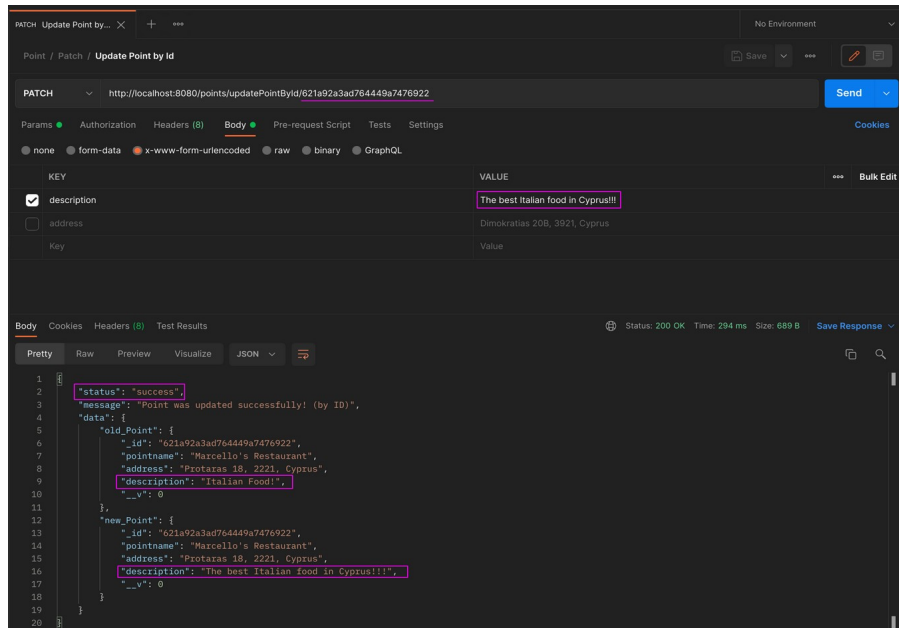 PATCH Update Point by... × + ••• No Environment
Point / Patch / Update Point by Id Save •••
PATCH http://localhost:8080/points/updatePointById/621a92a3ad764449a7476922 Send
Params Authorization Headers (8) Body Pre-request Script Tests Settings Cookies
none form-data x-www-form-urlencoded raw binary GraphQL
KEY VALUE ••• Bulk Edit
description The best Italian food in Cyprus!!!
address Dimokratias 20B, 3921, Cyprus
Key Value
Body Cookies Headers (8) Test Results Status: 200 OK Time: 294 ms Size: 689 B Save Response
Pretty Raw Preview Visualize JSON
1 {
2 "status": "success",
3 "message": "Point was updated successfully! (by ID)",
4 "data": {
5 "old_Point": {
6 "_id": "621a92a3ad764449a7476922",
7 "pointname": "Marcello's Restaurant",
8 "address": "Protaras 18, 2221, Cyprus",
9 "description": "Italian Food!",
10 "__v": 0
11 },
12 "new_Point": {
13 "_id": "621a92a3ad764449a7476922",
14 "pointname": "Marcello's Restaurant",
15 "address": "Protaras 18, 2221, Cyprus",
16 "description": "The best Italian food in Cyprus!!!",
17 "__v": 0
18 }
19 }
20 }